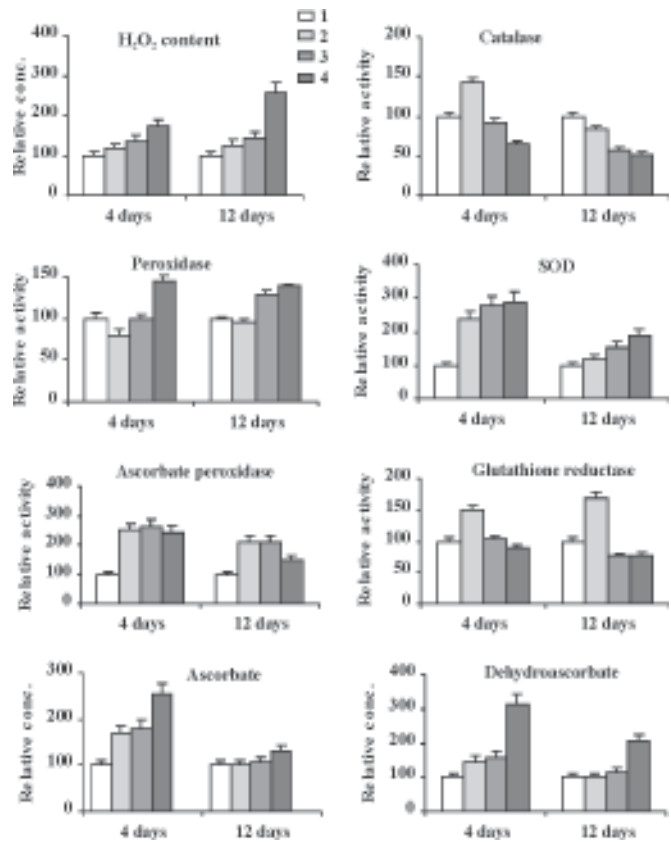 H₂O₂ content
1
2
3
4
Relative conc.
400
300
200
100
0
4 days
12 days
Catalase
Relative activity
200
150
100
50
0
4 days
12 days
Peroxidase
Relative activity
150
100
50
0
4 days
12 days
SOD
Relative activity
400
300
200
100
0
4 days
12 days
Ascorbate peroxidase
Relative activity
400
300
200
100
0
4 days
12 days
Glutathione reductase
Relative activity
200
150
100
50
0
4 days
12 days
Ascorbate
Relative conc.
300
200
100
0
4 days
12 days
Dehydroascorbate
Relative conc.
400
300
200
100
0
4 days
12 days